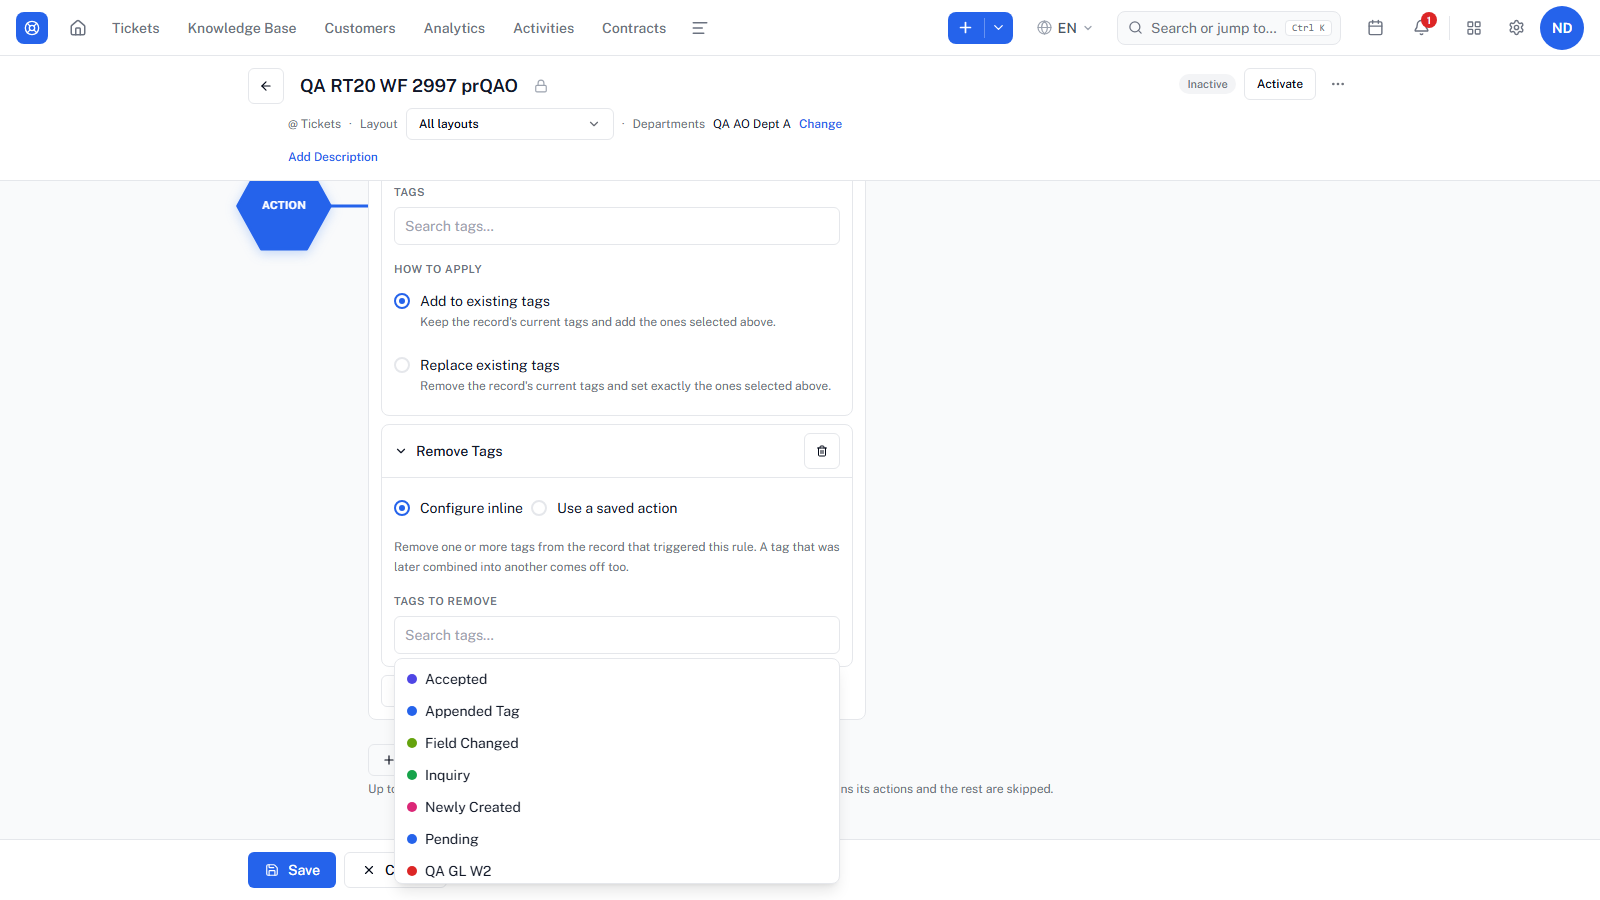 Tickets Knowledge Base Customers Analytics Activities Contracts EN Search or jump to... Ctrl K 1 ND
QA RT20 WF 2997 prQAO Inactive Activate
@ Tickets · Layout All layouts · Departments QA AO Dept A Change
Add Description
ACTION
TAGS
Search tags...
HOW TO APPLY
Add to existing tags
Keep the record's current tags and add the ones selected above.
Replace existing tags
Remove the record's current tags and set exactly the ones selected above.
Remove Tags
Configure inline Use a saved action
Remove one or more tags from the record that triggered this rule. A tag that was
later combined into another comes off too.
TAGS TO REMOVE
Search tags...
Accepted
Appended Tag
Field Changed
Inquiry
Newly Created
Pending
QA GL W2
Up to ns its actions and the rest are skipped.
Save C